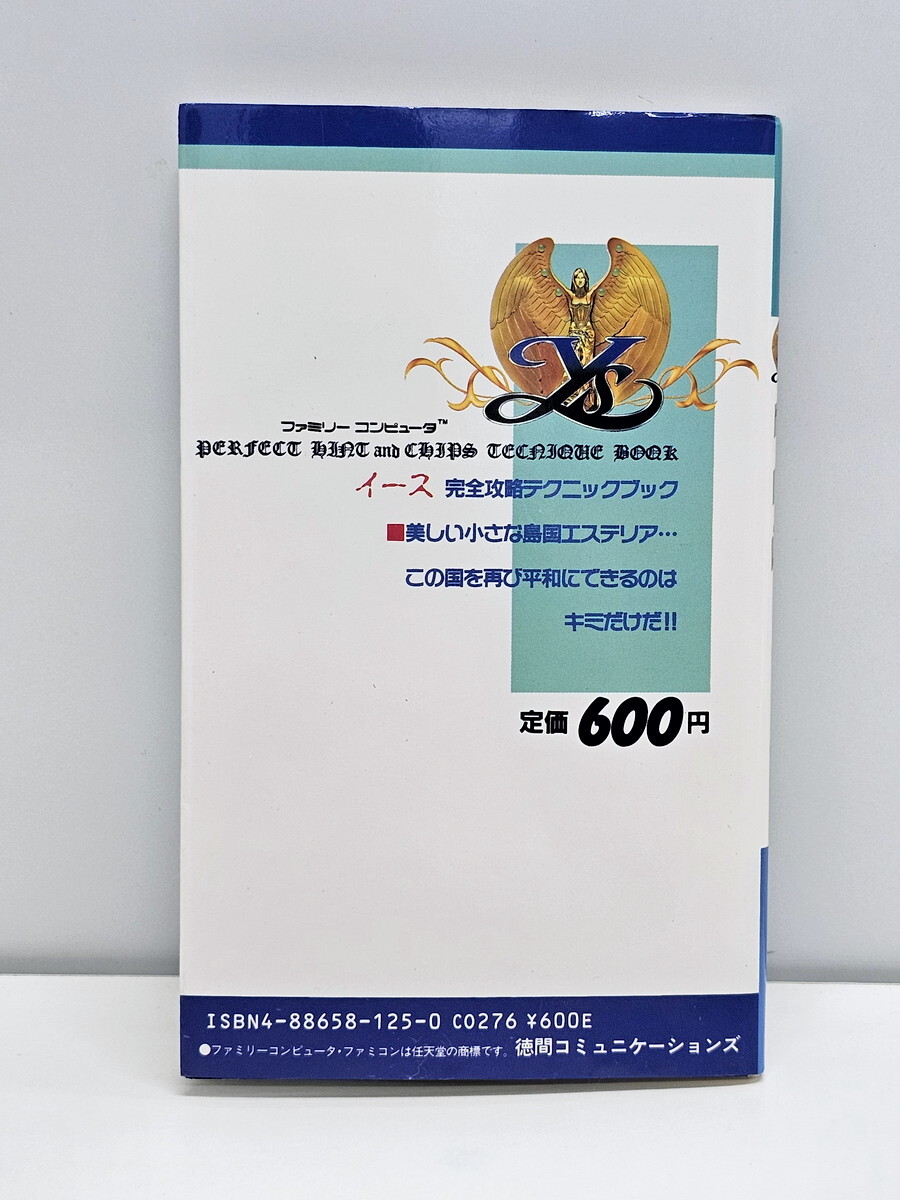 Ys
ファミリー コンピュータ™
PERFECT HINT and CHIPS TECNIQUE BOOK
イース 完全攻略テクニックブック
■美しい小さな島国エステリア…
この国を再び平和にできるのは
キミだけだ!!
定価 600円
ISBN4-88658-125-0 C0276 ¥600E
●ファミリーコンピュータ・ファミコンは任天堂の商標です。 徳間コミュニケーションズ